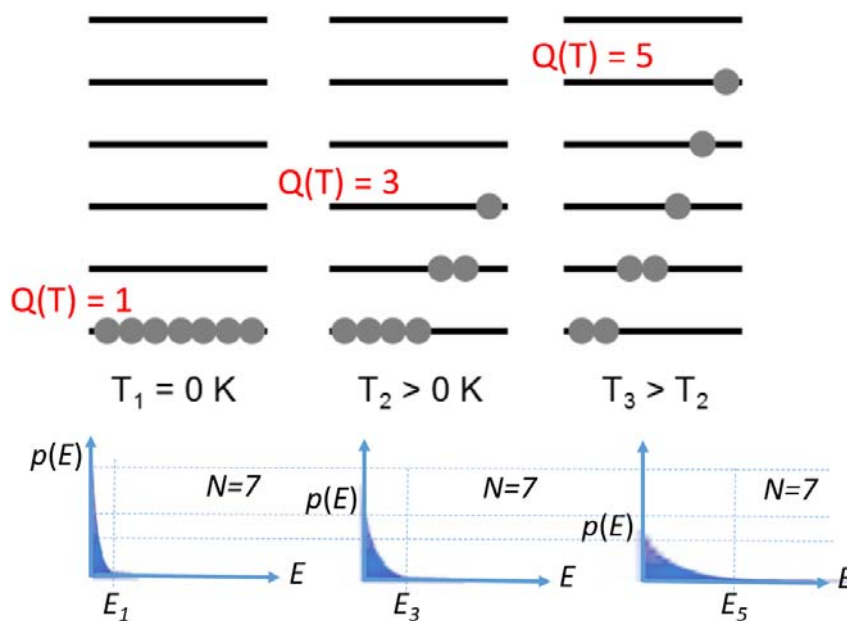 Q(T) = 5
Q(T) = 3
Q(T) = 1
T₁ = 0 K
T₂ > 0 K
T₃ > T₂
p(E)
N=7
E
E₁
p(E)
N=7
E
E₃
p(E)
N=7
E
E₅